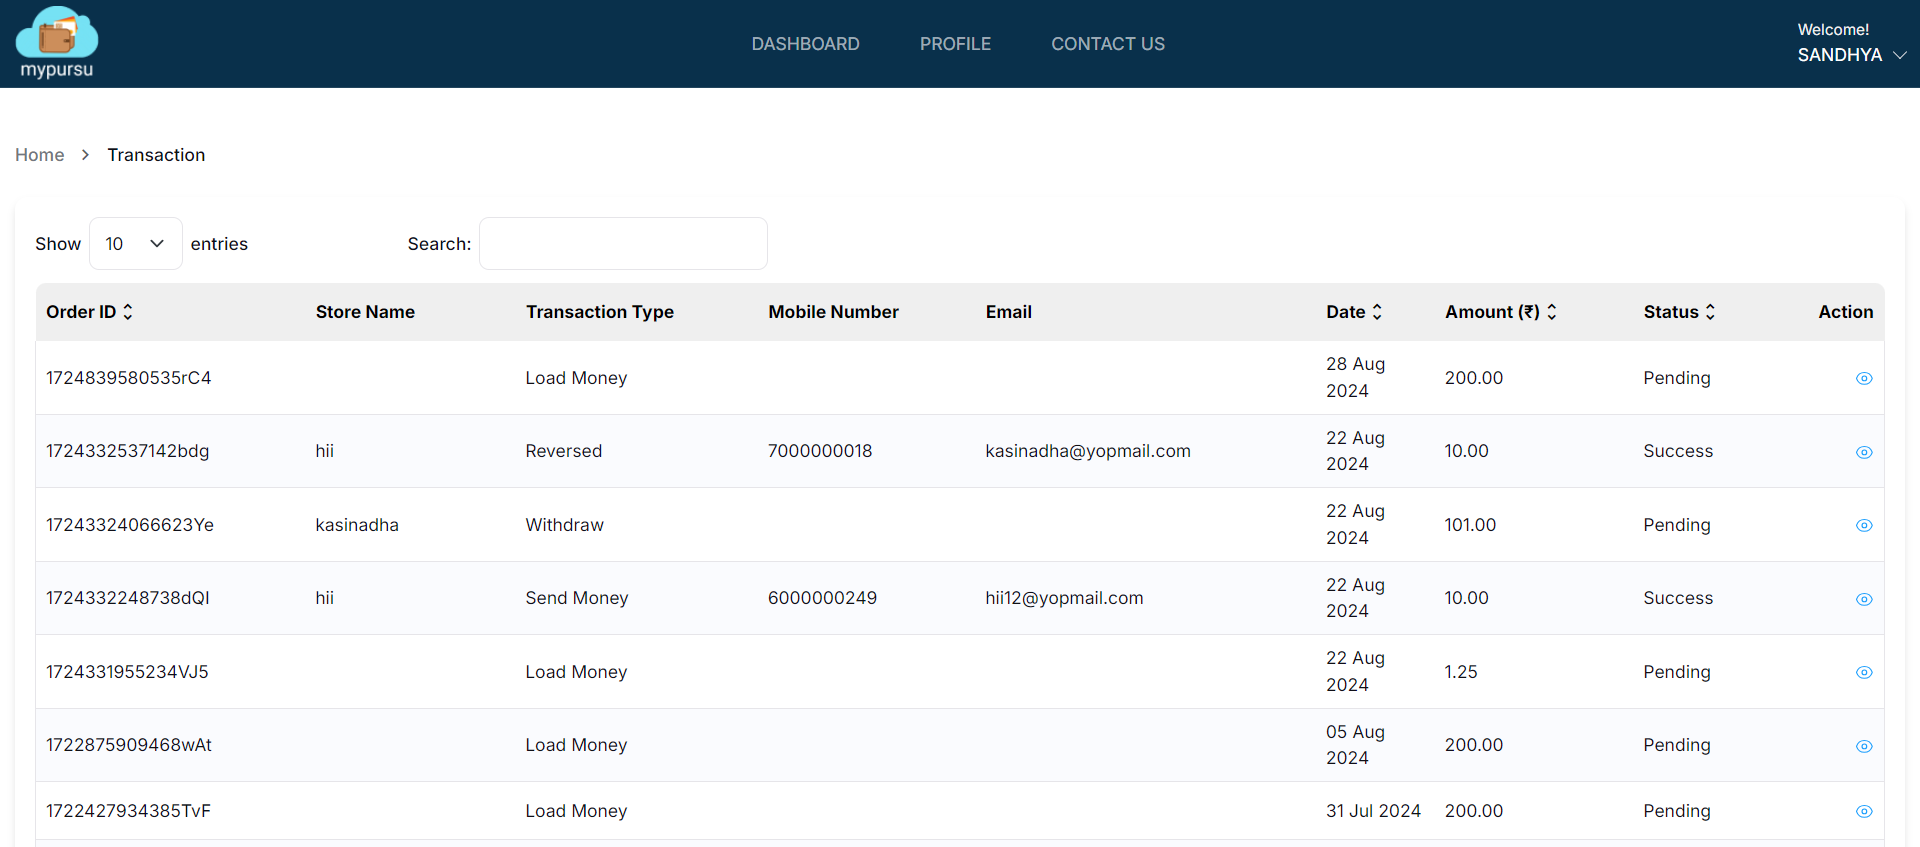 mypursu
DASHBOARD PROFILE CONTACT US
Welcome!
SANDHYA
Home > Transaction
Show 10 entries Search:
Order ID Store Name Transaction Type Mobile Number Email Date Amount (₹) Status Action
1724839580535rC4 Load Money 28 Aug 2024 200.00 Pending
1724332537142bdg hii Reversed 7000000018 kasinadha@yopmail.com 22 Aug 2024 10.00 Success
17243324066623Ye kasinadha Withdraw 22 Aug 2024 101.00 Pending
1724332248738dQI hii Send Money 6000000249 hii12@yopmail.com 22 Aug 2024 10.00 Success
1724331955234VJ5 Load Money 22 Aug 2024 1.25 Pending
1722875909468wAt Load Money 05 Aug 2024 200.00 Pending
1722427934385TvF Load Money 31 Jul 2024 200.00 Pending